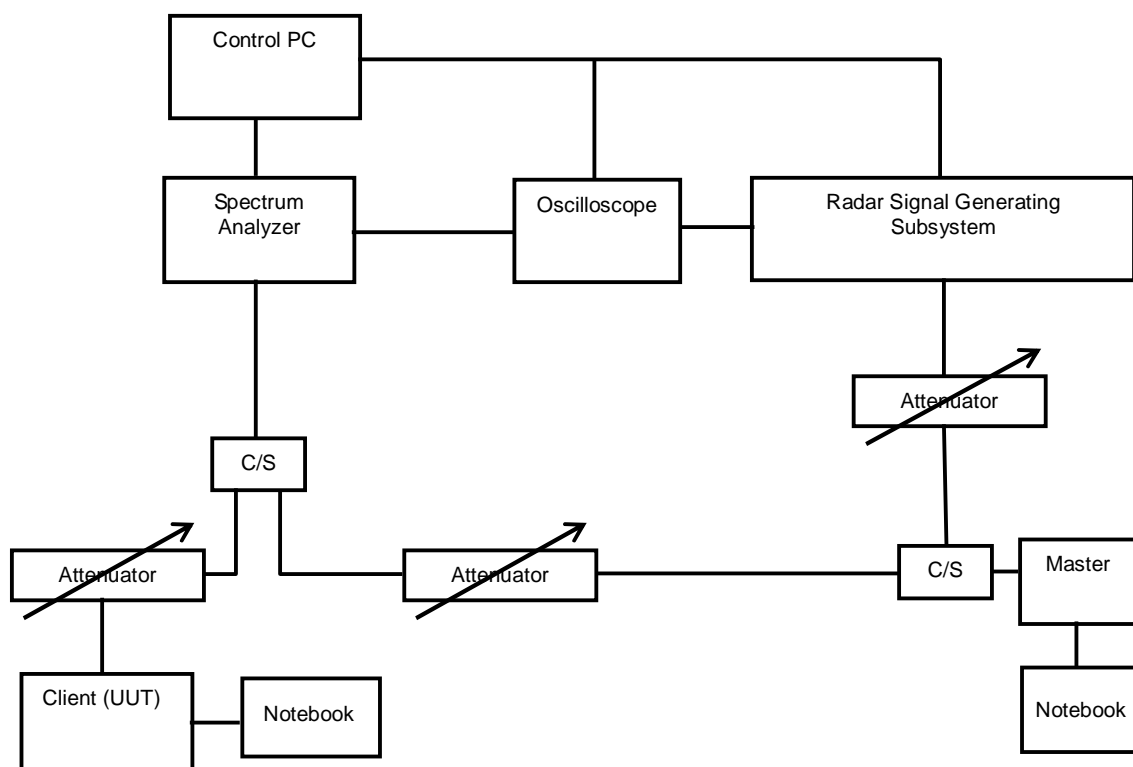 Control PC
Spectrum
Analyzer
Oscilloscope
Radar Signal Generating
Subsystem
Attenuator
C/S
Attenuator
Attenuator
C/S
Master
Client (UUT)
Notebook
Notebook